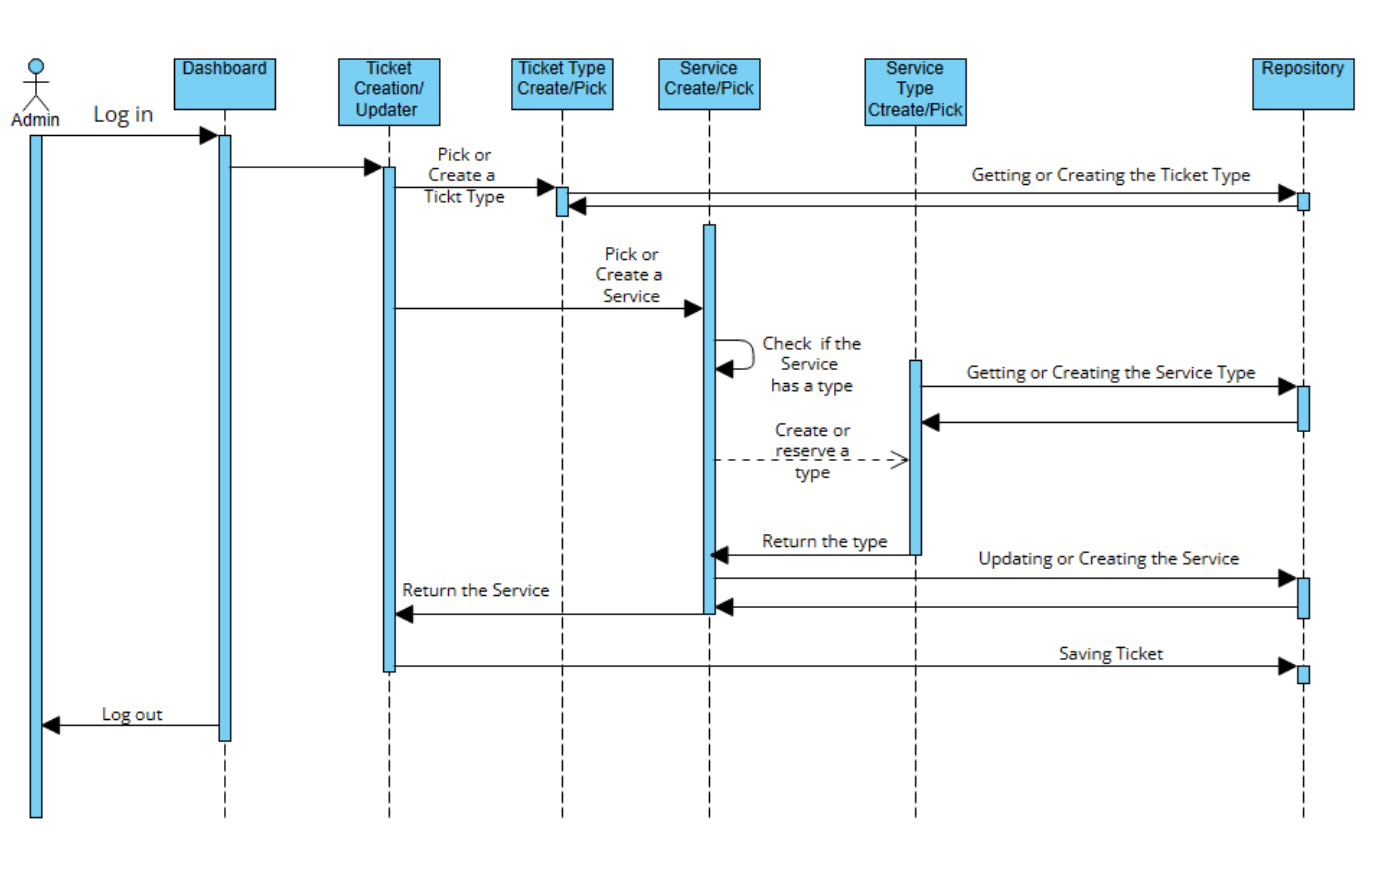 Admin
Dashboard
Ticket
Creation/
Updater
Ticket Type
Create/Pick
Service
Create/Pick
Service
Type
Ctreate/Pick
Repository
Log in
Pick or
Create a
Tickt Type
Getting or Creating the Ticket Type
Pick or
Create a
Service
Check if the
Service
has a type
Getting or Creating the Service Type
Create or
reserve a
type
Return the type
Updating or Creating the Service
Return the Service
Saving Ticket
Log out